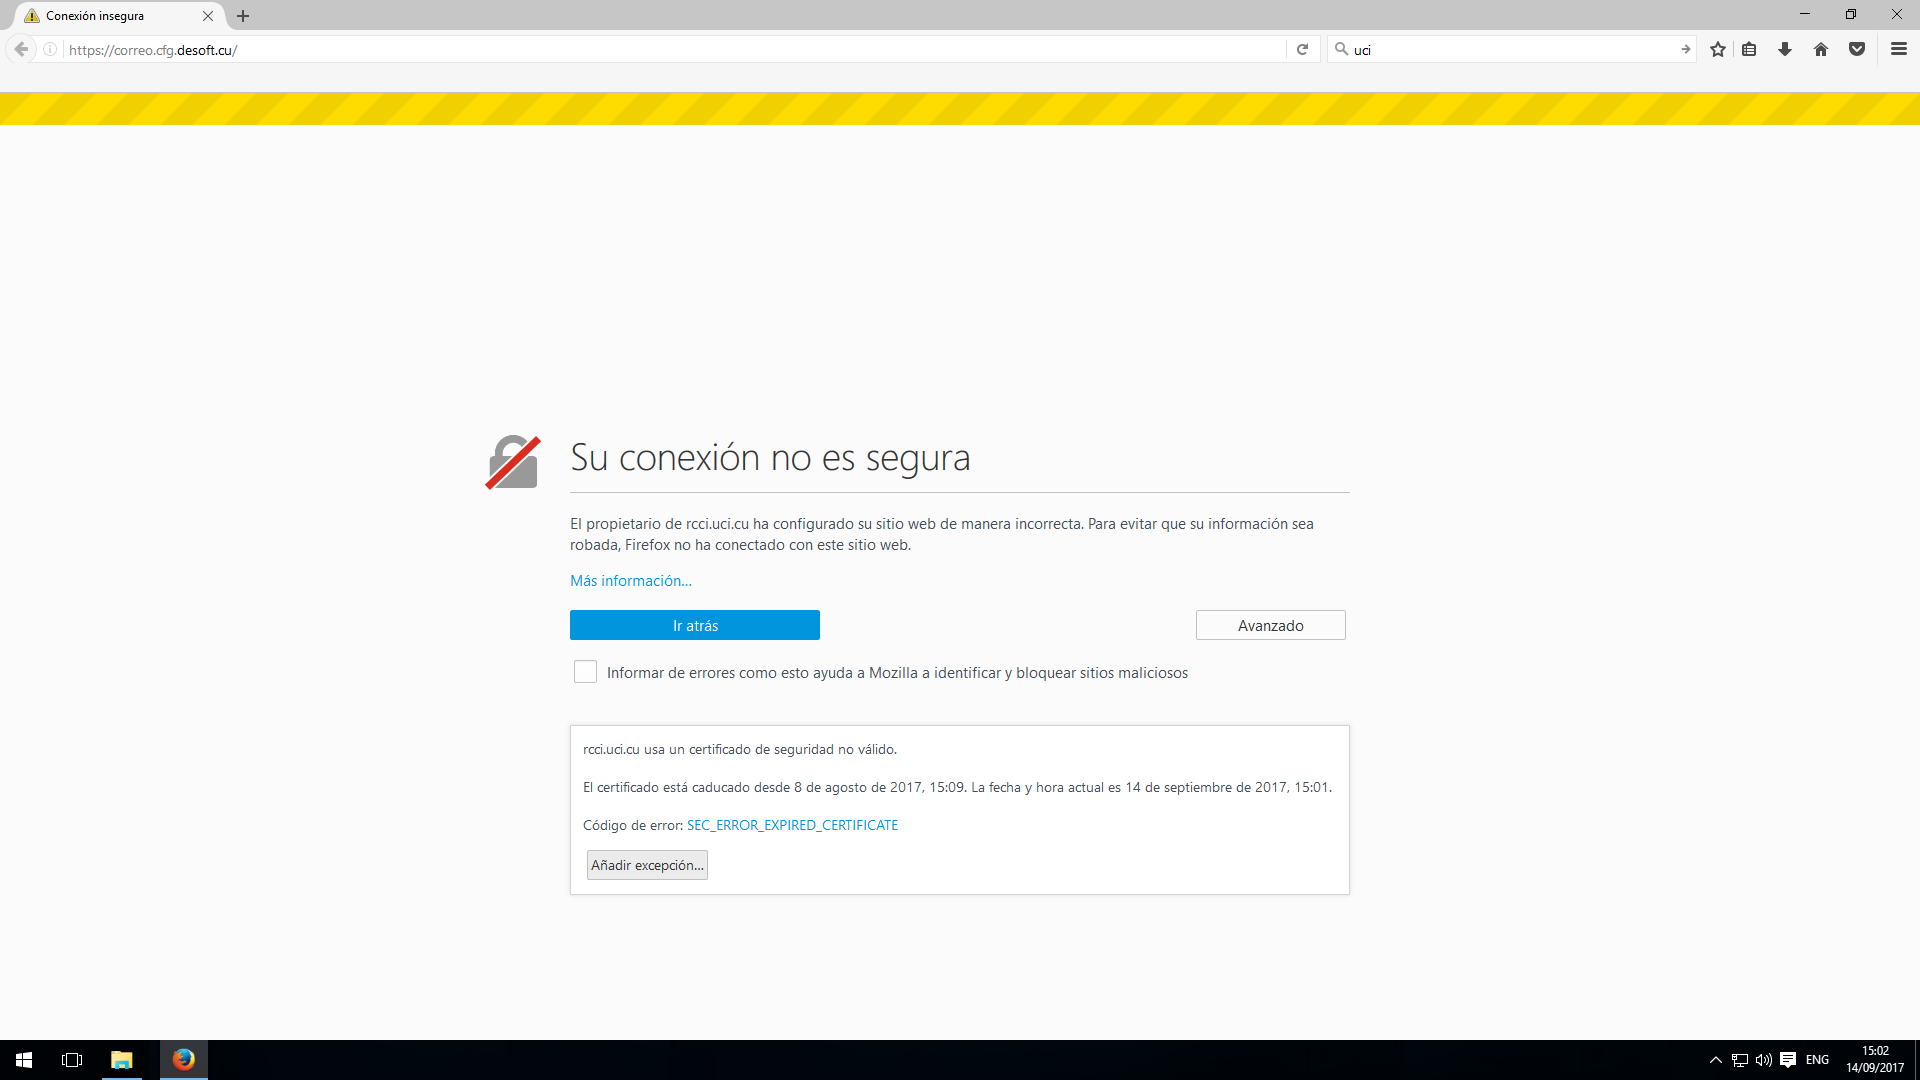 Conexión insegura
https://correo.cfg.desoft.cu/
uci
Su conexión no es segura
El propietario de rcci.uci.cu ha configurado su sitio web de manera incorrecta. Para evitar que su información sea
robada, Firefox no ha conectado con este sitio web.
Más información...
Ir atrás
Avanzado
Informar de errores como esto ayuda a Mozilla a identificar y bloquear sitios maliciosos
rcci.uci.cu usa un certificado de seguridad no válido.
El certificado está caducado desde 8 de agosto de 2017, 15:09. La fecha y hora actual es 14 de septiembre de 2017, 15:01.
Código de error: SEC_ERROR_EXPIRED_CERTIFICATE
Añadir excepción...
ENG
15:02
14/09/2017